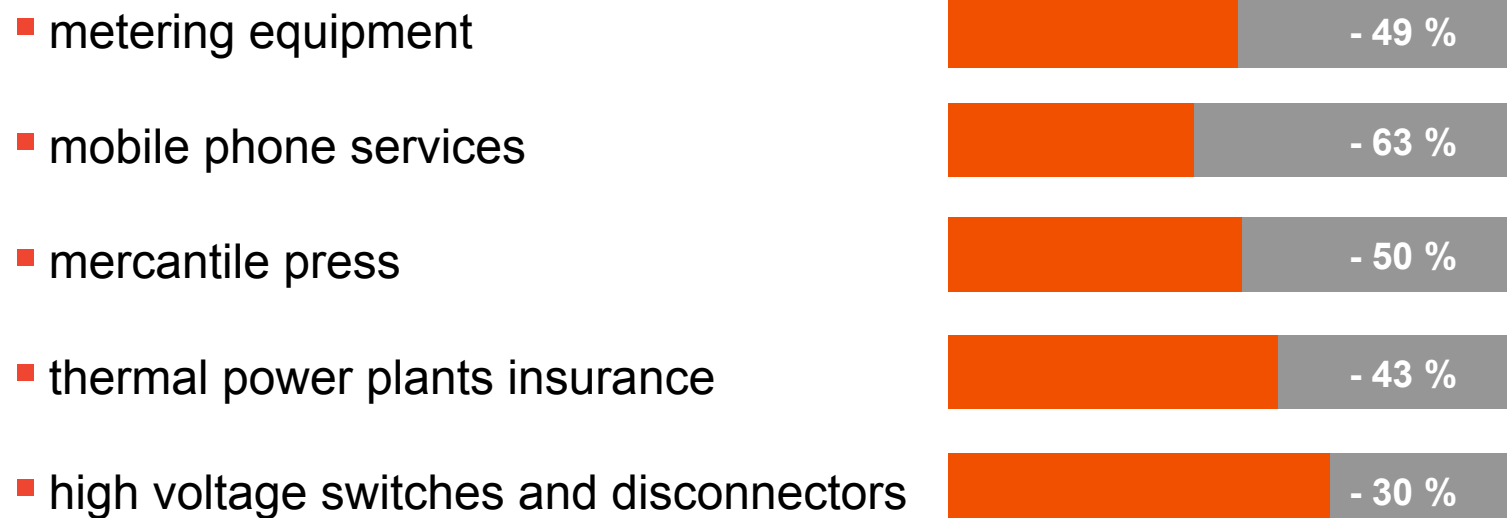 metering equipment - 49 %
mobile phone services - 63 %
mercantile press - 50 %
thermal power plants insurance - 43 %
high voltage switches and disconnectors - 30 %